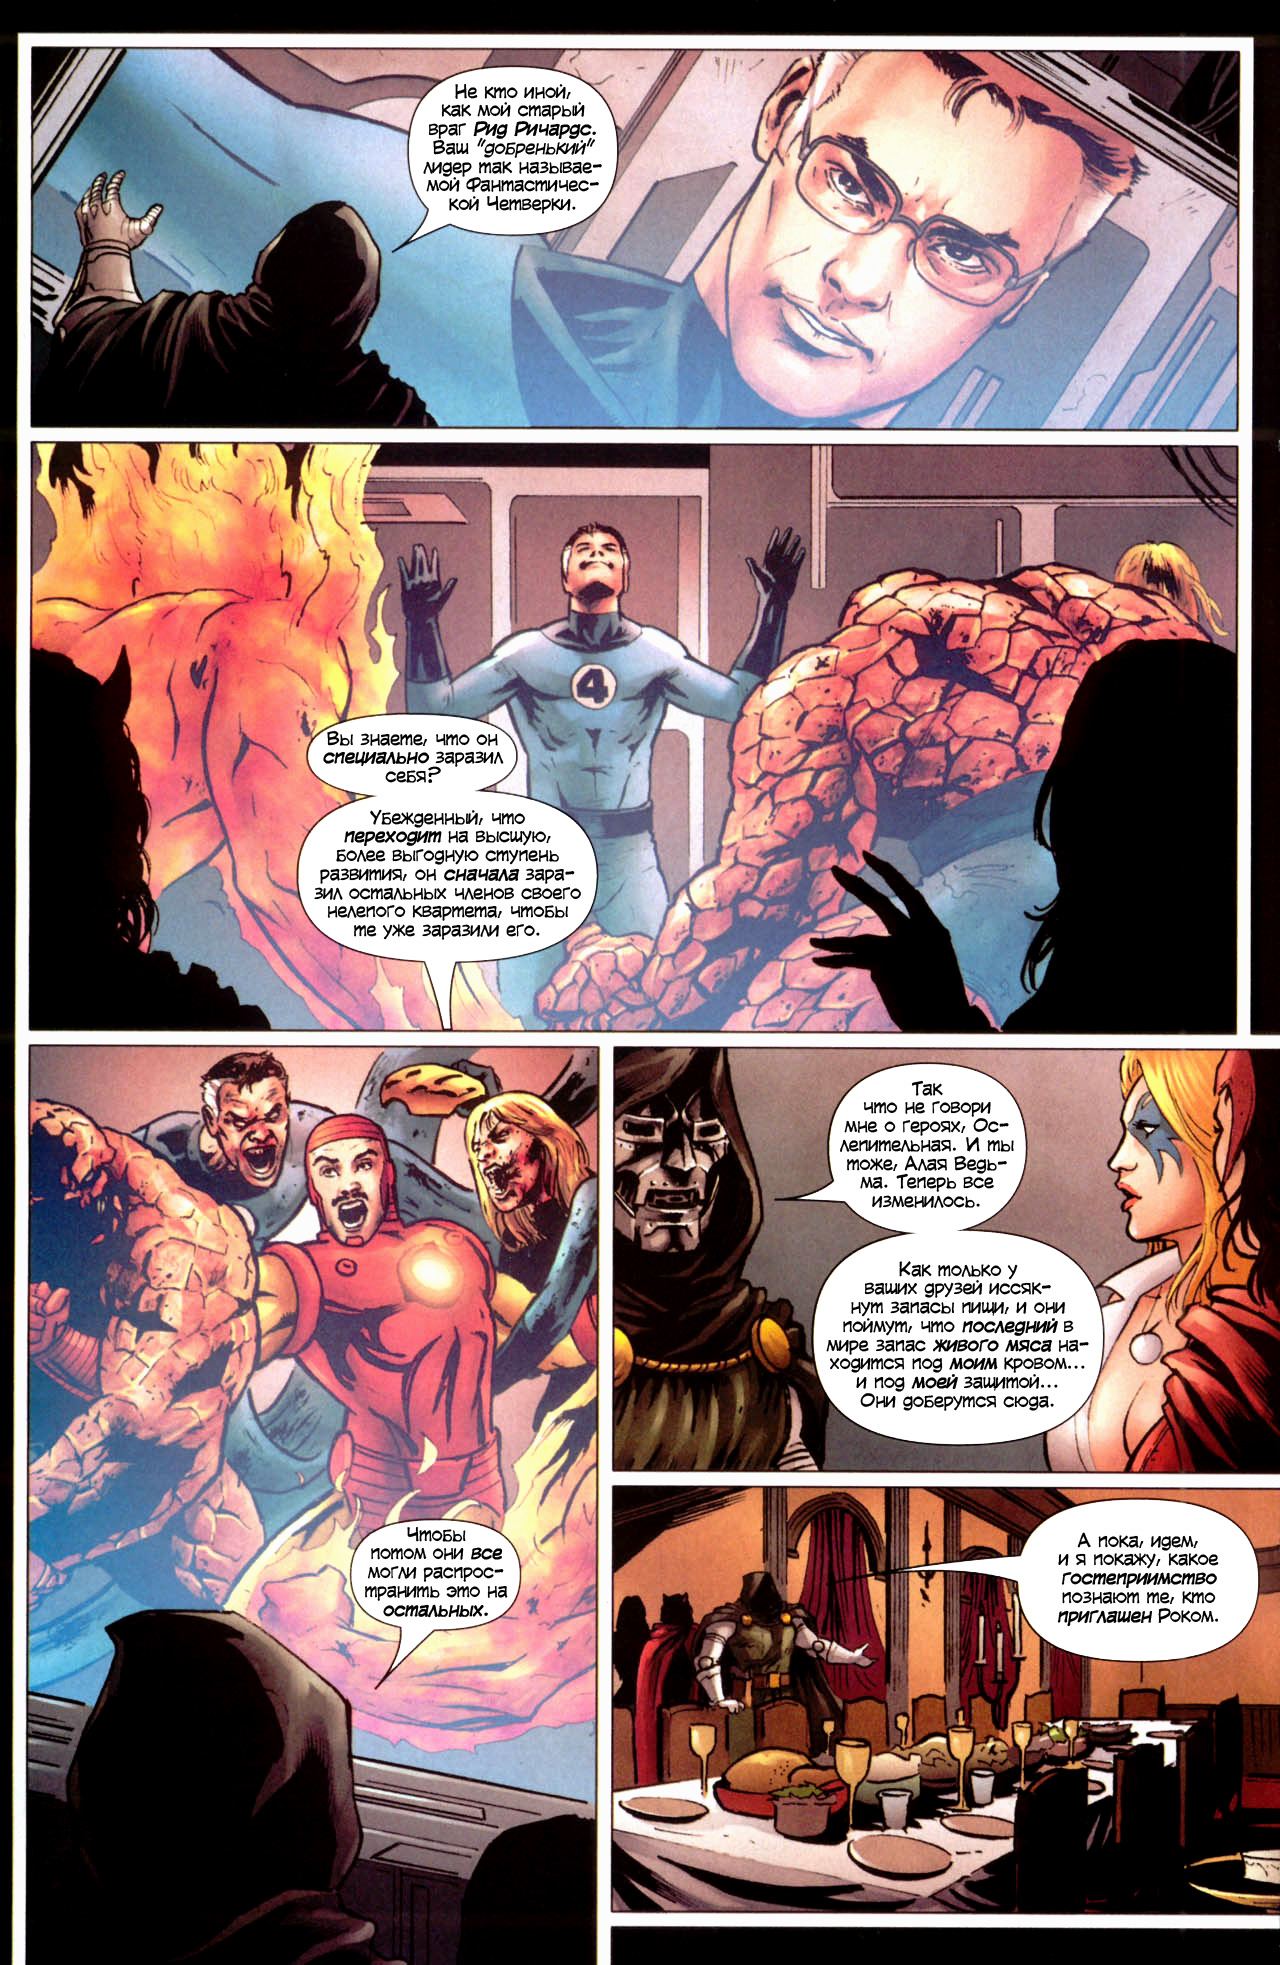 Не кто иной,
как мой старый
враг Рид Ричардс.
Ваш "добренький"
лидер так называе-
мой Фантастичес-
кой Четверки.
4
Вы знаете, что он
специально заразил
себя?
Убежденный, что
переходит на высшую,
более выгодную ступень
развития, он сначала зара-
зил остальных членов своего
нелепого квартета, чтобы
те уже заразили его.
Чтобы
потом они все
могли распрос-
транить это на
остальных.
Так
что не говори
мне о героях, Ос-
лепительная. И ты
тоже, Алая Ведь-
ма. Теперь все
изменилось.
Как только у
ваших друзей иссяк-
нут запасы пищи, и они
поймут, что последний в
мире запас живого мяса на-
ходится под моим кровом...
и под моей защитой...
Они доберутся сюда.
А пока, идем,
и я покажу, какое
гостеприимство
познают те, кто
приглашен Роком.